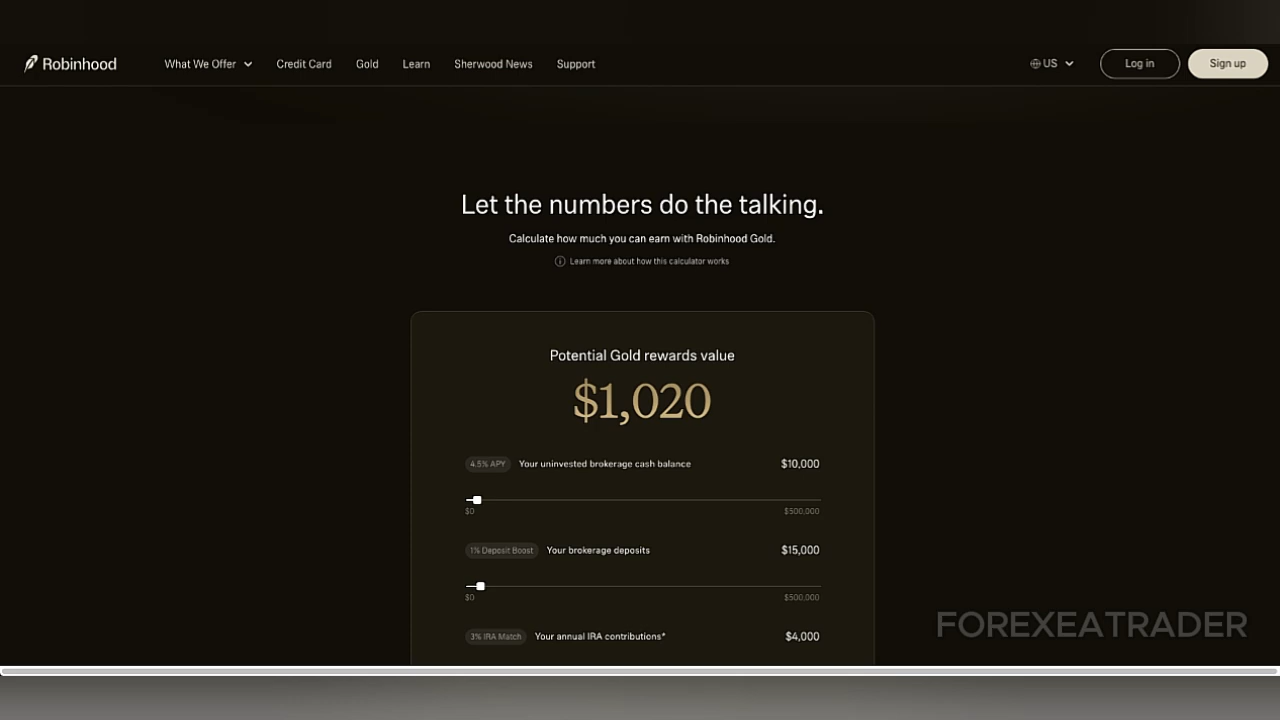 Robinhood What We Offer Credit Card Gold Learn Sherwood News Support US Log in Sign up
Let the numbers do the talking.
Calculate how much you can earn with Robinhood Gold.
Learn more about how this calculator works
Potential Gold rewards value
$1,020
4.5% APY Your uninvested brokerage cash balance $10,000
$0 $500,000
1% Deposit Boost Your brokerage deposits $15,000
$0 $500,000
3% IRA Match Your annual IRA contributions* $4,000
FOREXEATRADER